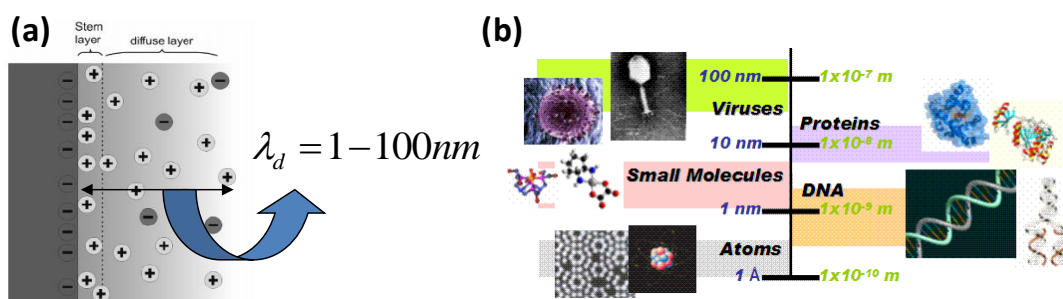 (a)
Stem
layer
diffuse layer
λd = 1−100nm
(b)
100 nm
1x10-7 m
Viruses
Proteins
10 nm
1x10-8 m
Small Molecules
DNA
1 nm
1x10-9 m
Atoms
1 Å
1x10-10 m